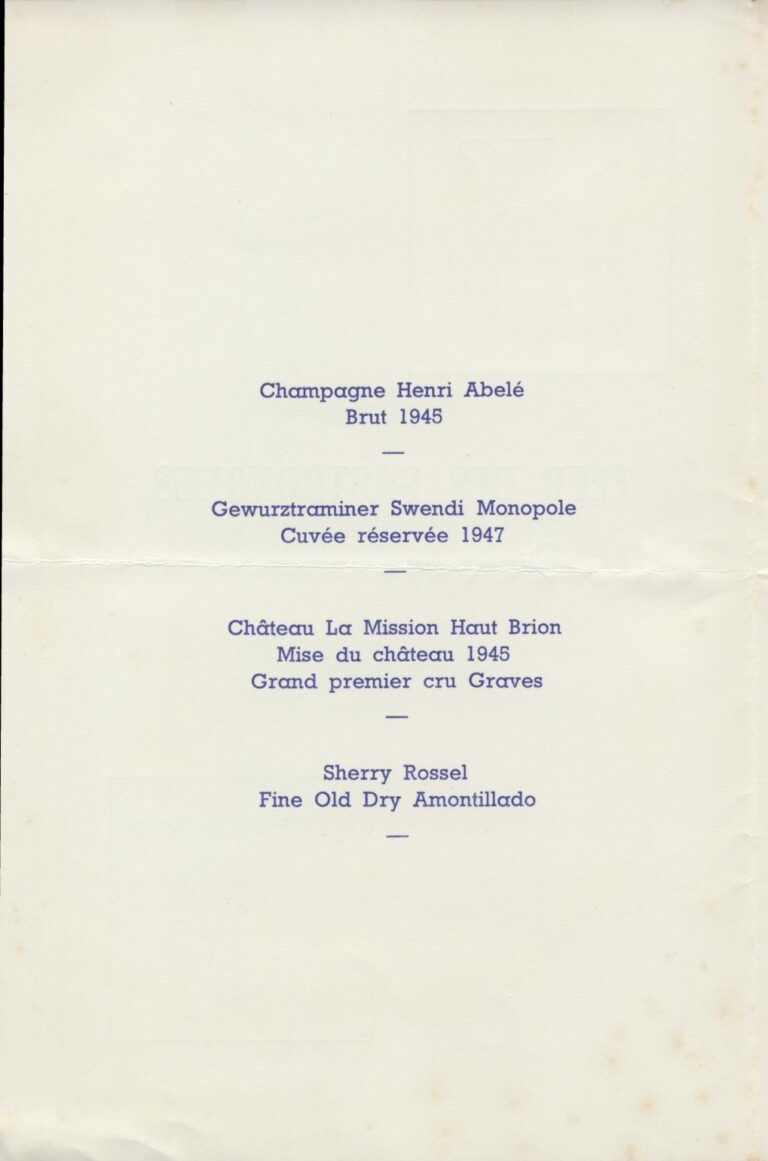 Champagne Henri Abelé
Brut 1945
—
Gewurztraminer Swendi Monopole
Cuvée réservée 1947
—
Château La Mission Haut Brion
Mise du château 1945
Grand premier cru Graves
—
Sherry Rossel
Fine Old Dry Amontillado
—